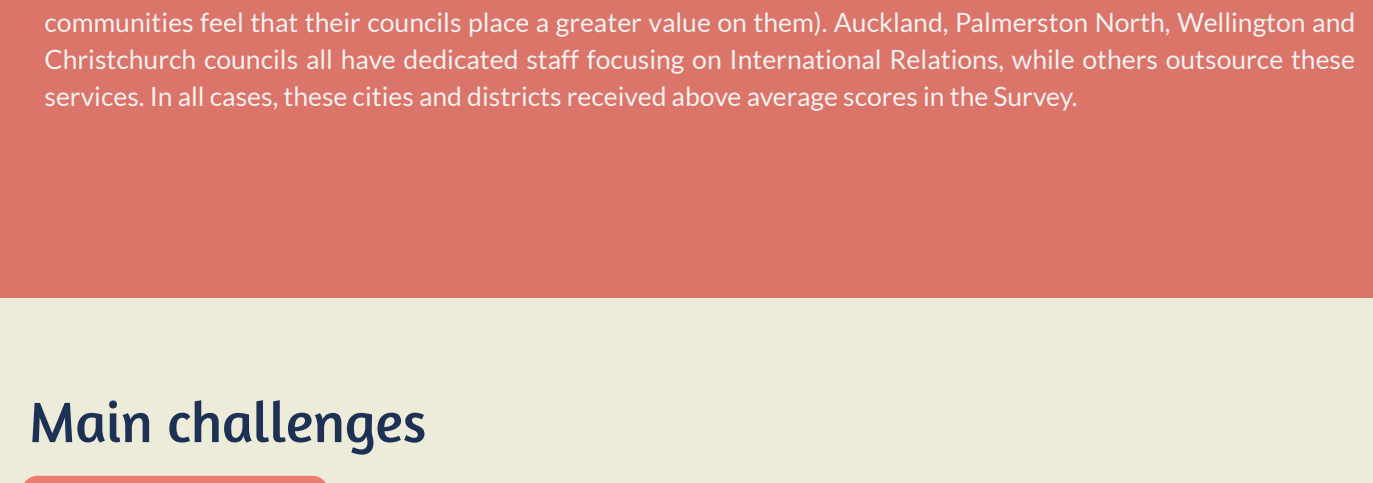 communities feel that their councils place a greater value on them). Auckland, Palmerston North, Wellington and
Christchurch councils all have dedicated staff focusing on International Relations, while others outsource these
services. In all cases, these cities and districts received above average scores in the Survey.
Main challenges